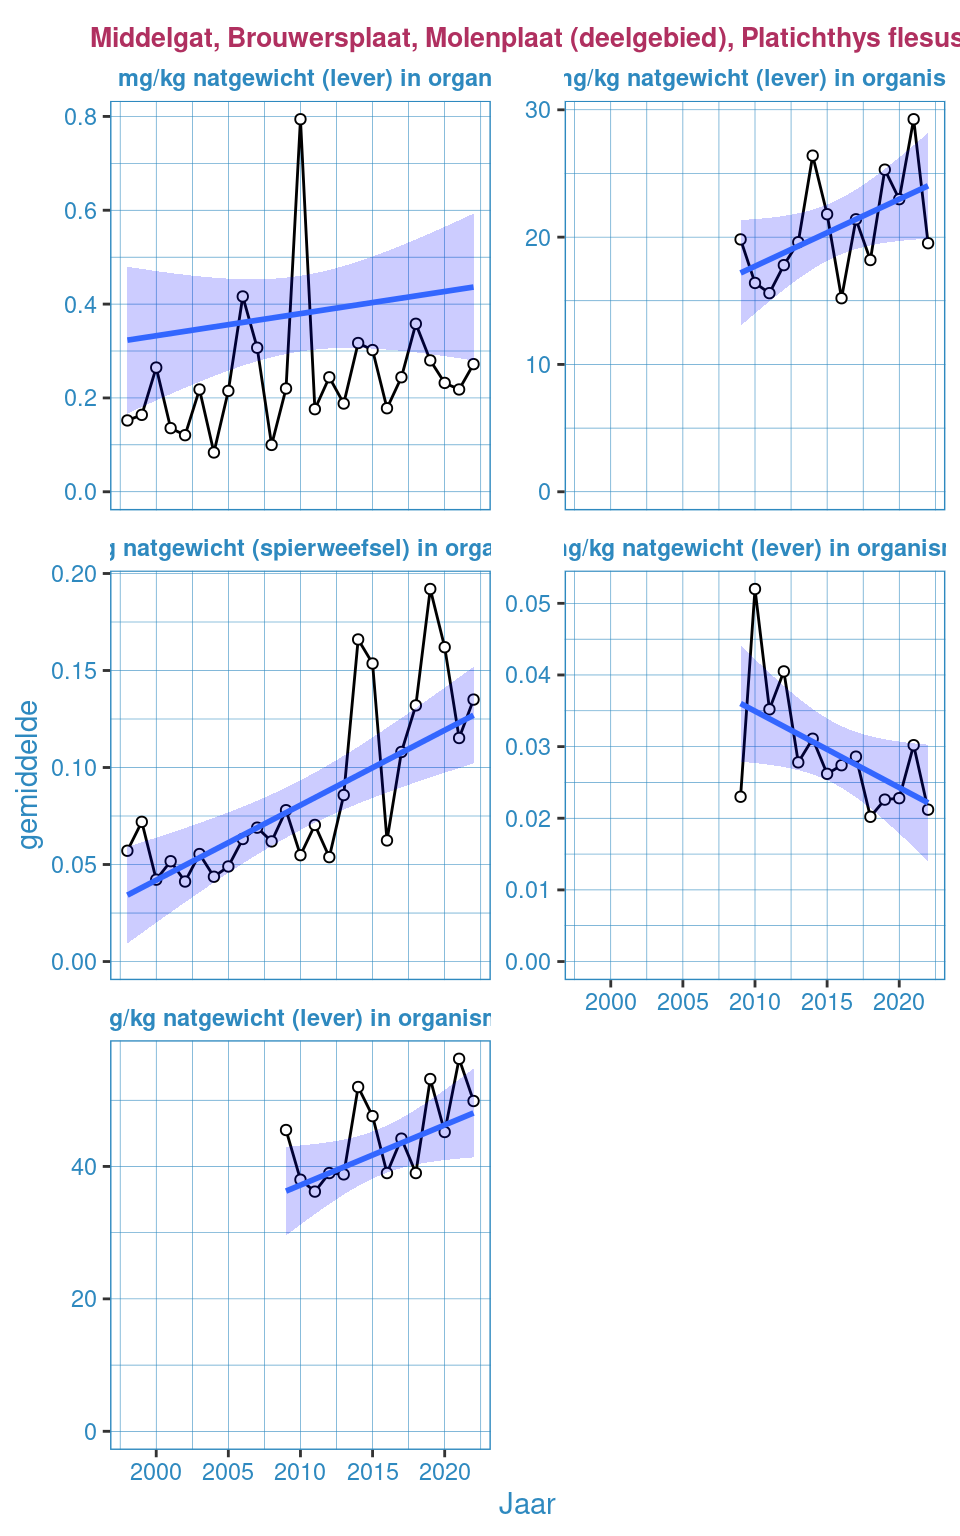 Middelgat, Brouwersplaat, Molenplaat (deelgebied), Platichthys flesus
mg/kg natgewicht (lever) in organ
ng/kg natgewicht (lever) in organis
0.8
0.6
0.4
0.2
0.0
30
20
10
0
g natgewicht (spierweefsel) in orga
ng/kg natgewicht (lever) in organisn
0.20
0.15
0.10
0.05
0.00
0.05
0.04
0.03
0.02
0.01
0.00
2000 2005 2010 2015 2020
gemiddelde
g/kg natgewicht (lever) in organisn
40
20
0
2000 2005 2010 2015 2020
Jaar